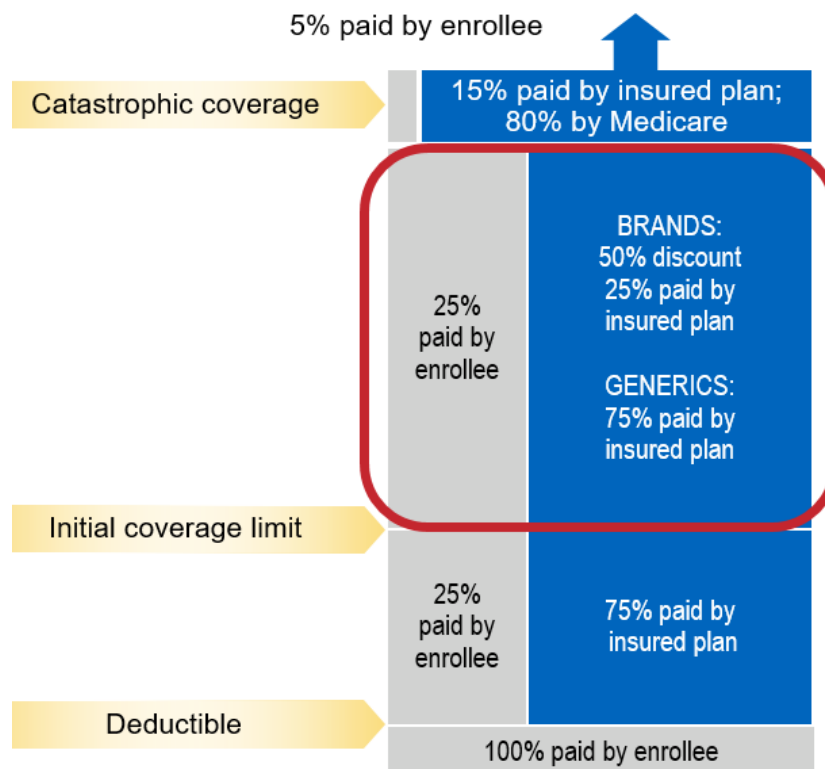 5% paid by enrollee
Catastrophic coverage
15% paid by insured plan;
80% by Medicare
25%
paid by
enrollee
BRANDS:
50% discount
25% paid by
insured plan
GENERICS:
75% paid by
insured plan
Initial coverage limit
25%
paid by
enrollee
75% paid by
insured plan
Deductible
100% paid by enrollee